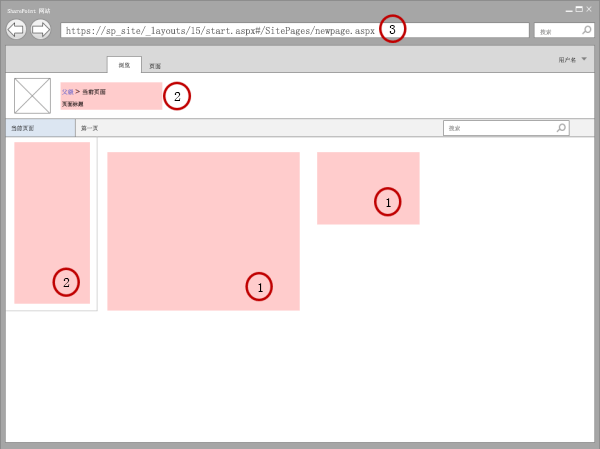 SharePoint 网站
https://sp_site/_layouts/15/start.aspx#/SitePages/newpage.aspx
3
搜索
浏览
页面
用户名
父级 > 当前页面
页面标题
2
当前页面
第一页
搜索
1
2
1